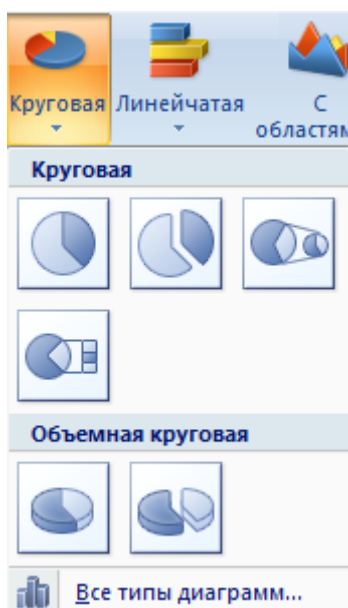 Круговая Линейчатая С
областям
Круговая
Объемная круговая
Все типы диаграмм...